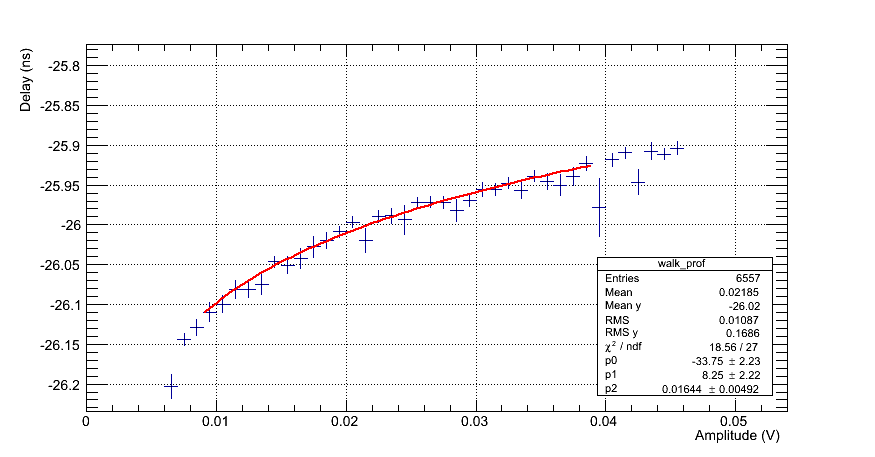 Delay (ns)
-25.8
-25.85
-25.9
-25.95
-26
-26.05
-26.1
-26.15
-26.2
0
0.01
0.02
0.03
0.04
0.05
Amplitude (V)
walk_prof
Entries 6557
Mean 0.02185
Mean y -26.02
RMS 0.01087
RMS y 0.1686
χ² / ndf 18.56 / 27
p0 -33.75 ± 2.23
p1 8.25 ± 2.22
p2 0.01644 ± 0.00492